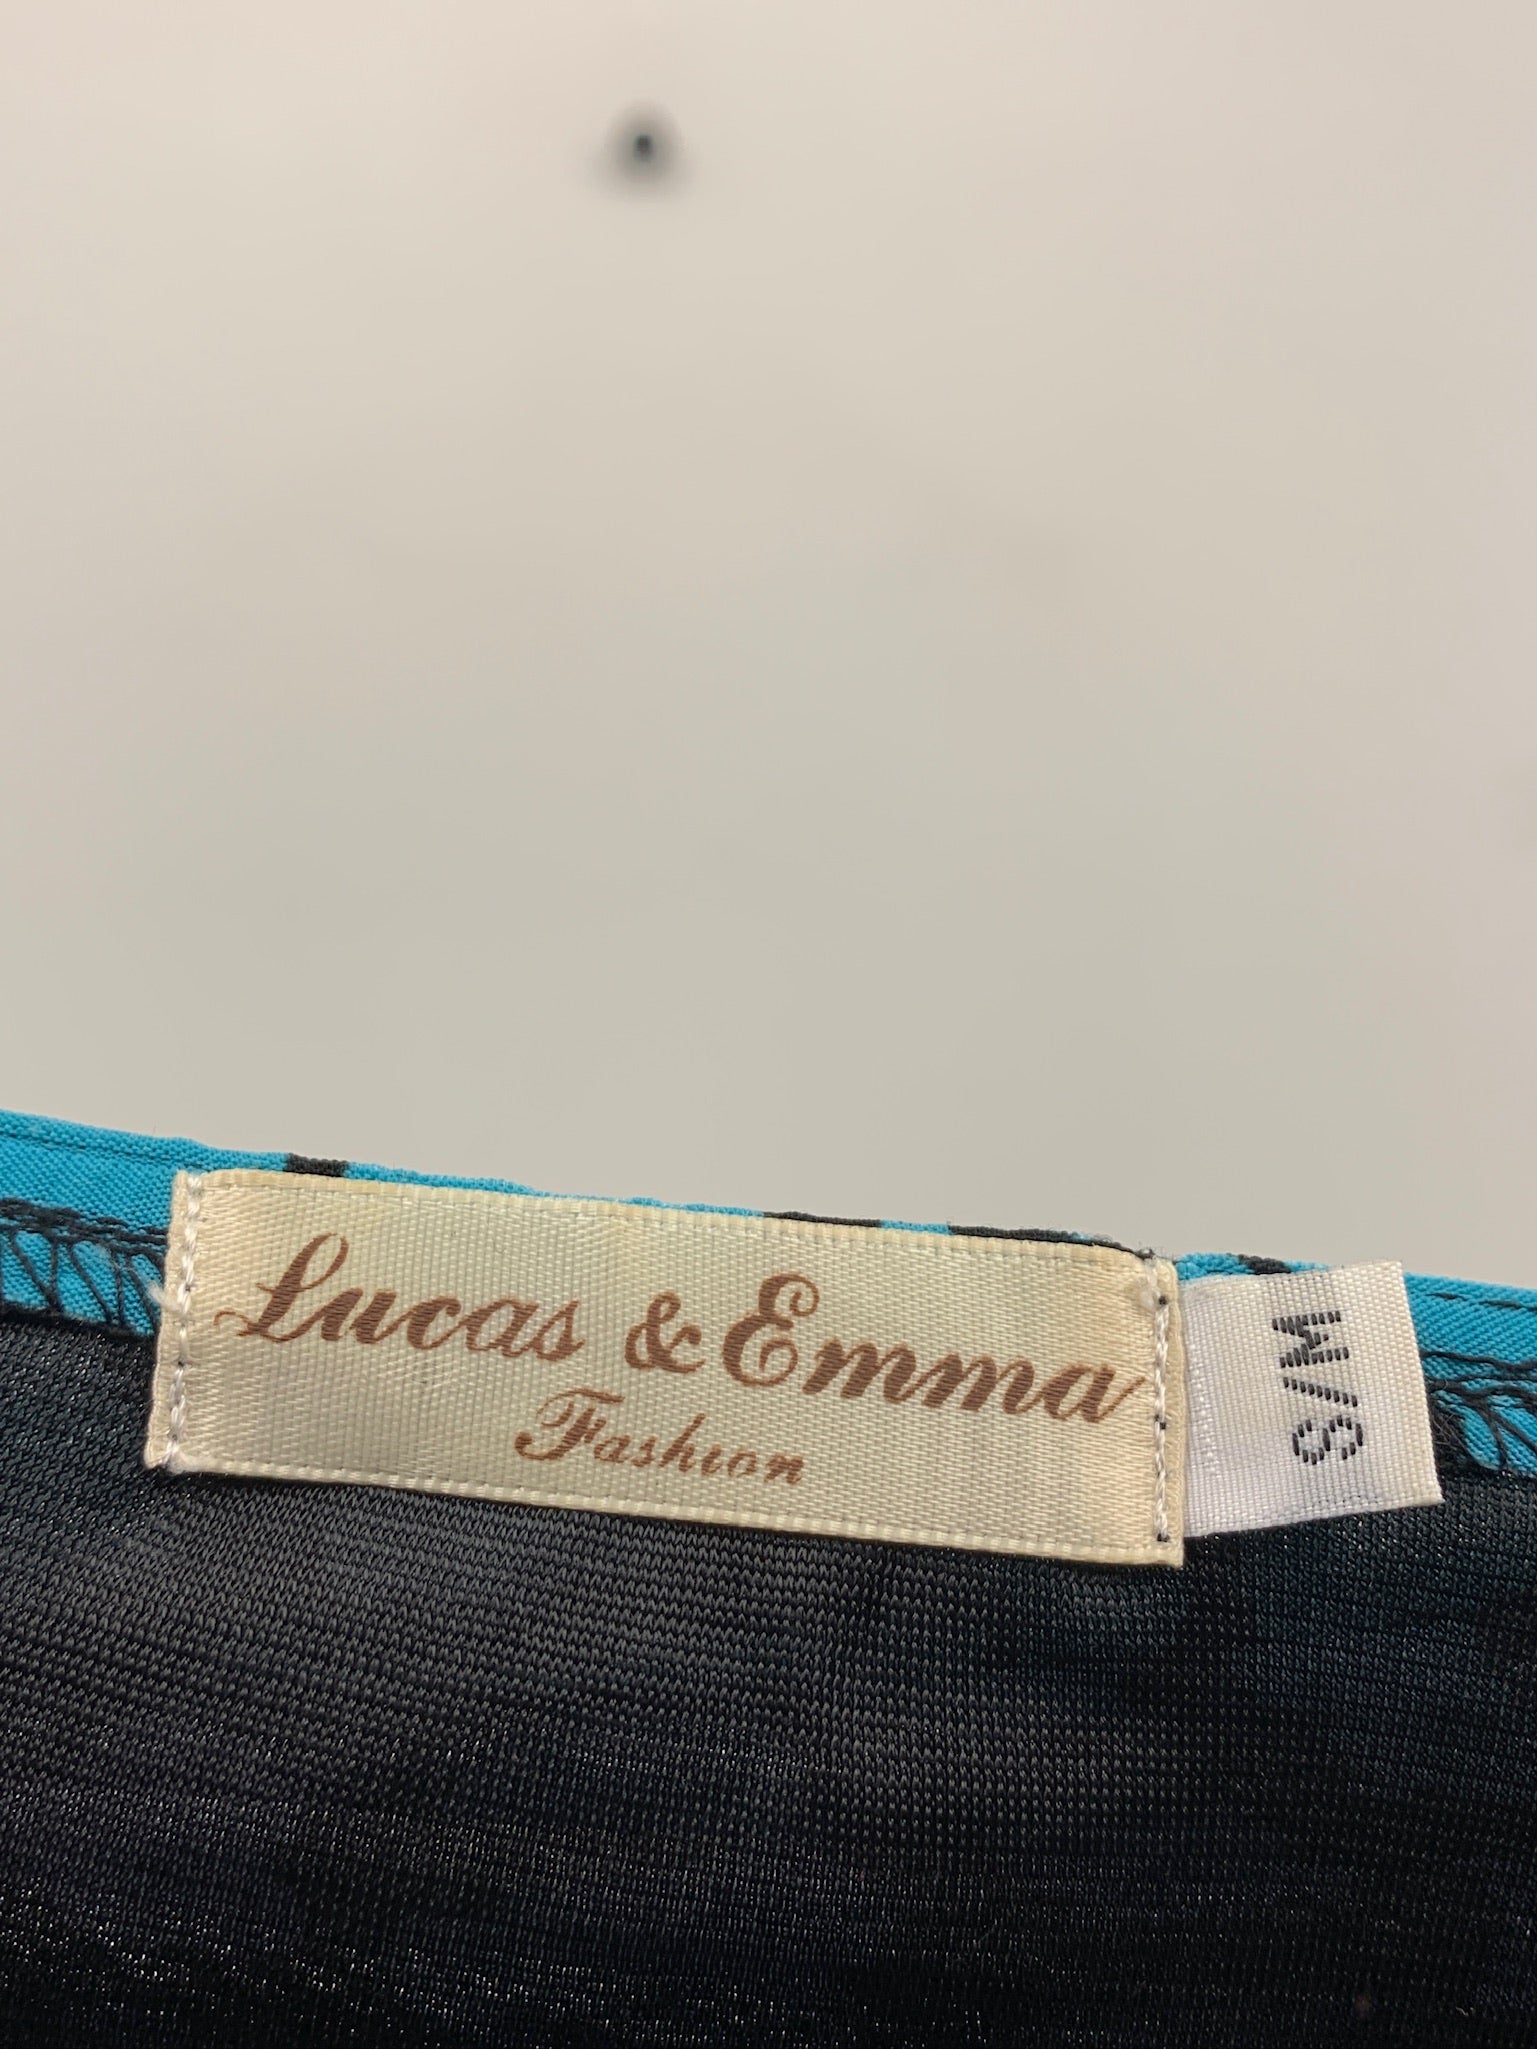 Lucas & Emma
Fashion
S/M